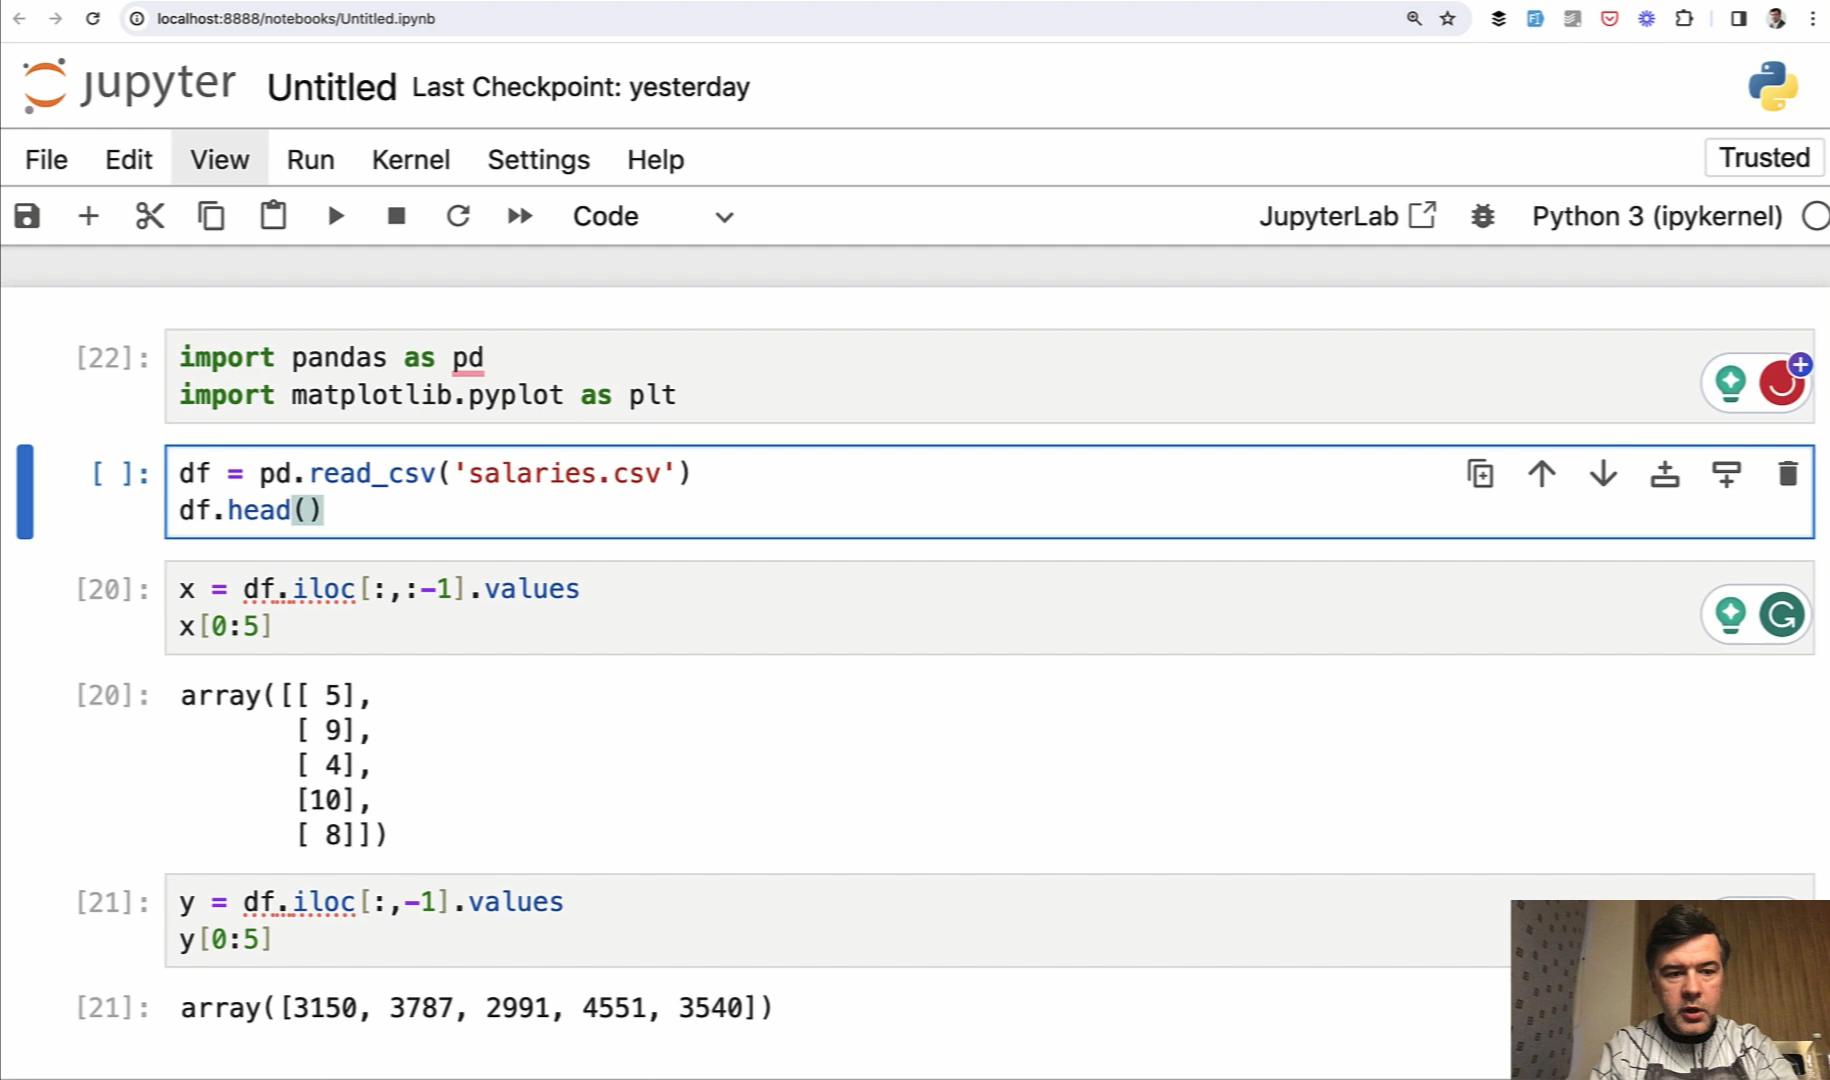 localhost:8888/notebooks/Untitled.ipynb
jupyter Untitled Last Checkpoint: yesterday
File Edit View Run Kernel Settings Help Trusted
Code JupyterLab Python 3 (ipykernel)
[22]: import pandas as pd
import matplotlib.pyplot as plt
[ ]: df = pd.read_csv('salaries.csv')
df.head()
[20]: x = df.iloc[:,:-1].values
x[0:5]
[20]: array([[ 5],
[ 9],
[ 4],
[10],
[ 8]])
[21]: y = df.iloc[:,-1].values
y[0:5]
[21]: array([3150, 3787, 2991, 4551, 3540])